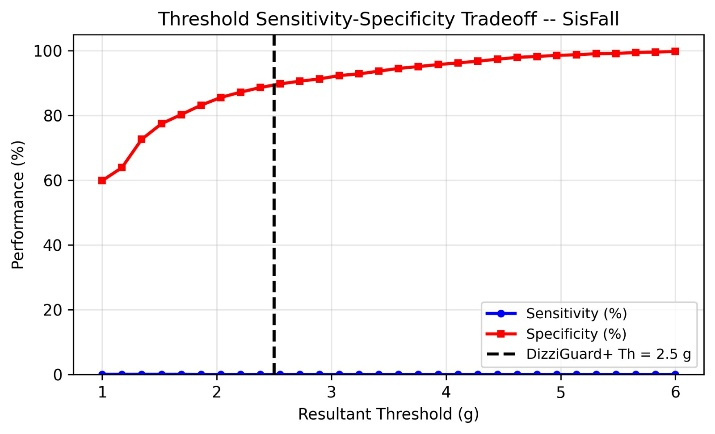 Threshold Sensitivity-Specificity Tradeoff -- SisFall
Performance (%)
100
80
60
40
20
0
1 2 3 4 5 6
Resultant Threshold (g)
Sensitivity (%)
Specificity (%)
DizziGuard+ Th = 2.5 g